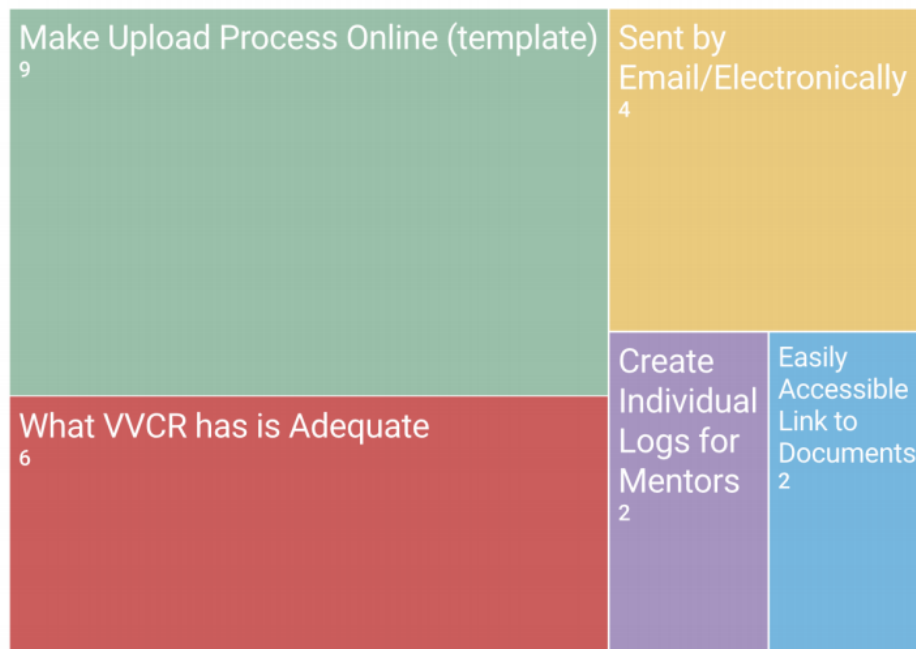 Make Upload Process Online (template)
9
Sent by
Email/Electronically
4
What VVCR has is Adequate
6
Create
Individual
Logs for
Mentors
2
Easily
Accessible
Link to
Documents
2